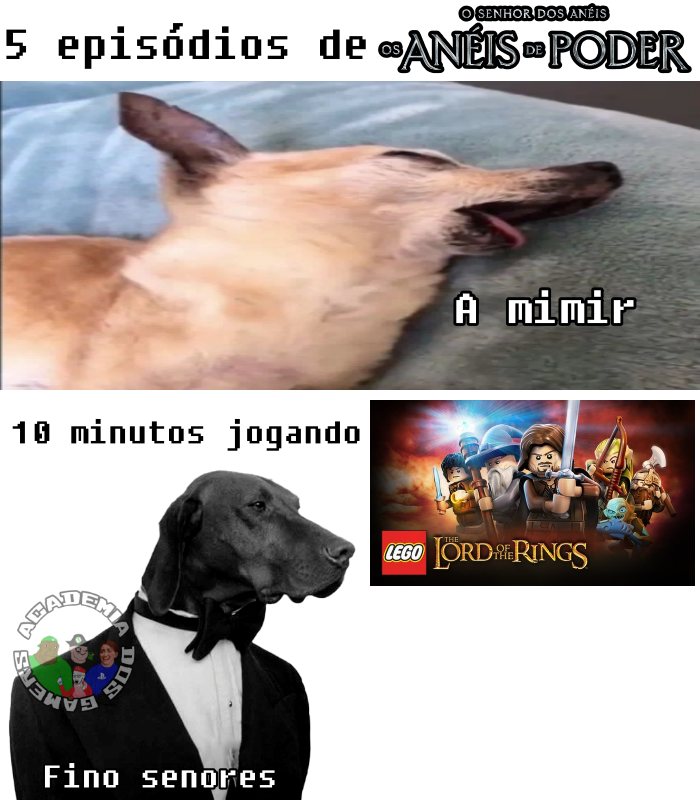 5 episódios de
O SENHOR DOS ANÉIS
OS ANÉIS DE PODER
A mimir
10 minutos jogando
LEGO
THE LORD OF THE RINGS
ACADEMIA DOS GAMERS
Fino senores